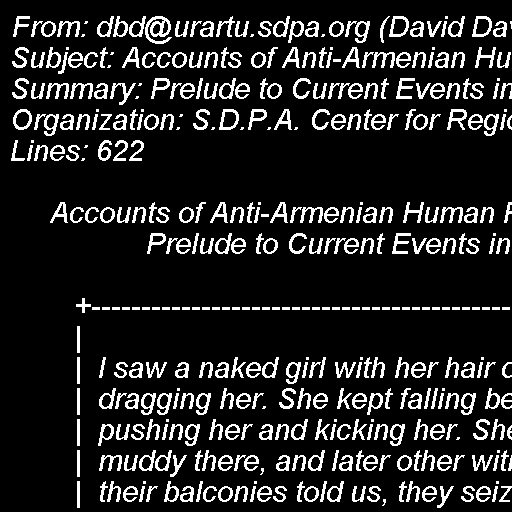 From: dbd@urartu.sdpa.org (David Dav
Subject: Accounts of Anti-Armenian Hu
Summary: Prelude to Current Events in
Organization: S.D.P.A. Center for Regio
Lines: 622
Accounts of Anti-Armenian Human R
Prelude to Current Events in
+------------------------------------------
|
| I saw a naked girl with her hair d
| dragging her. She kept falling be
| pushing her and kicking her. She
| muddy there, and later other witn
| their balconies told us, they seiz